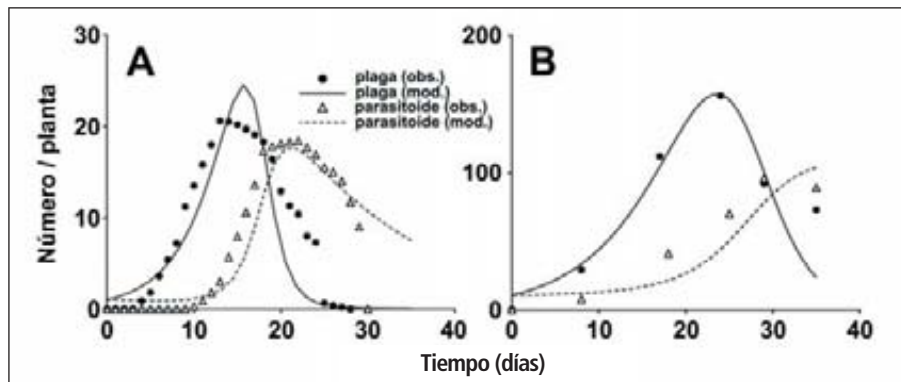 A
B
Número / planta
30
20
10
0
200
100
0
plaga (obs.)
plaga (mod.)
parasitoide (obs.)
parasitoide (mod.)
0 10 20 30 40
0 10 20 30 40
Tiempo (días)